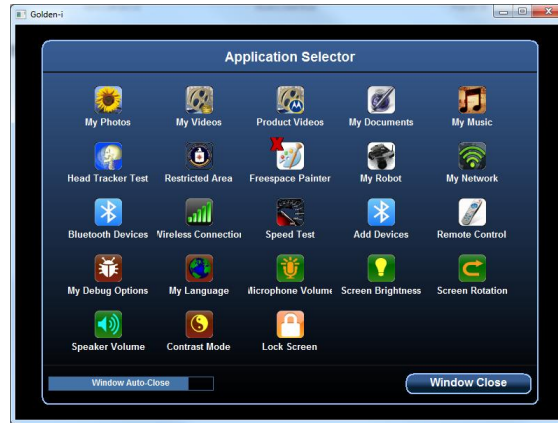 Golden-i
Application Selector
My Photos My Videos Product Videos My Documents My Music
Head Tracker Test Restricted Area Freespace Painter My Robot My Network
Bluetooth Devices Wireless Connection Speed Test Add Devices Remote Control
My Debug Options My Language Microphone Volume Screen Brightness Screen Rotation
Speaker Volume Contrast Mode Lock Screen
Window Auto-Close Window Close